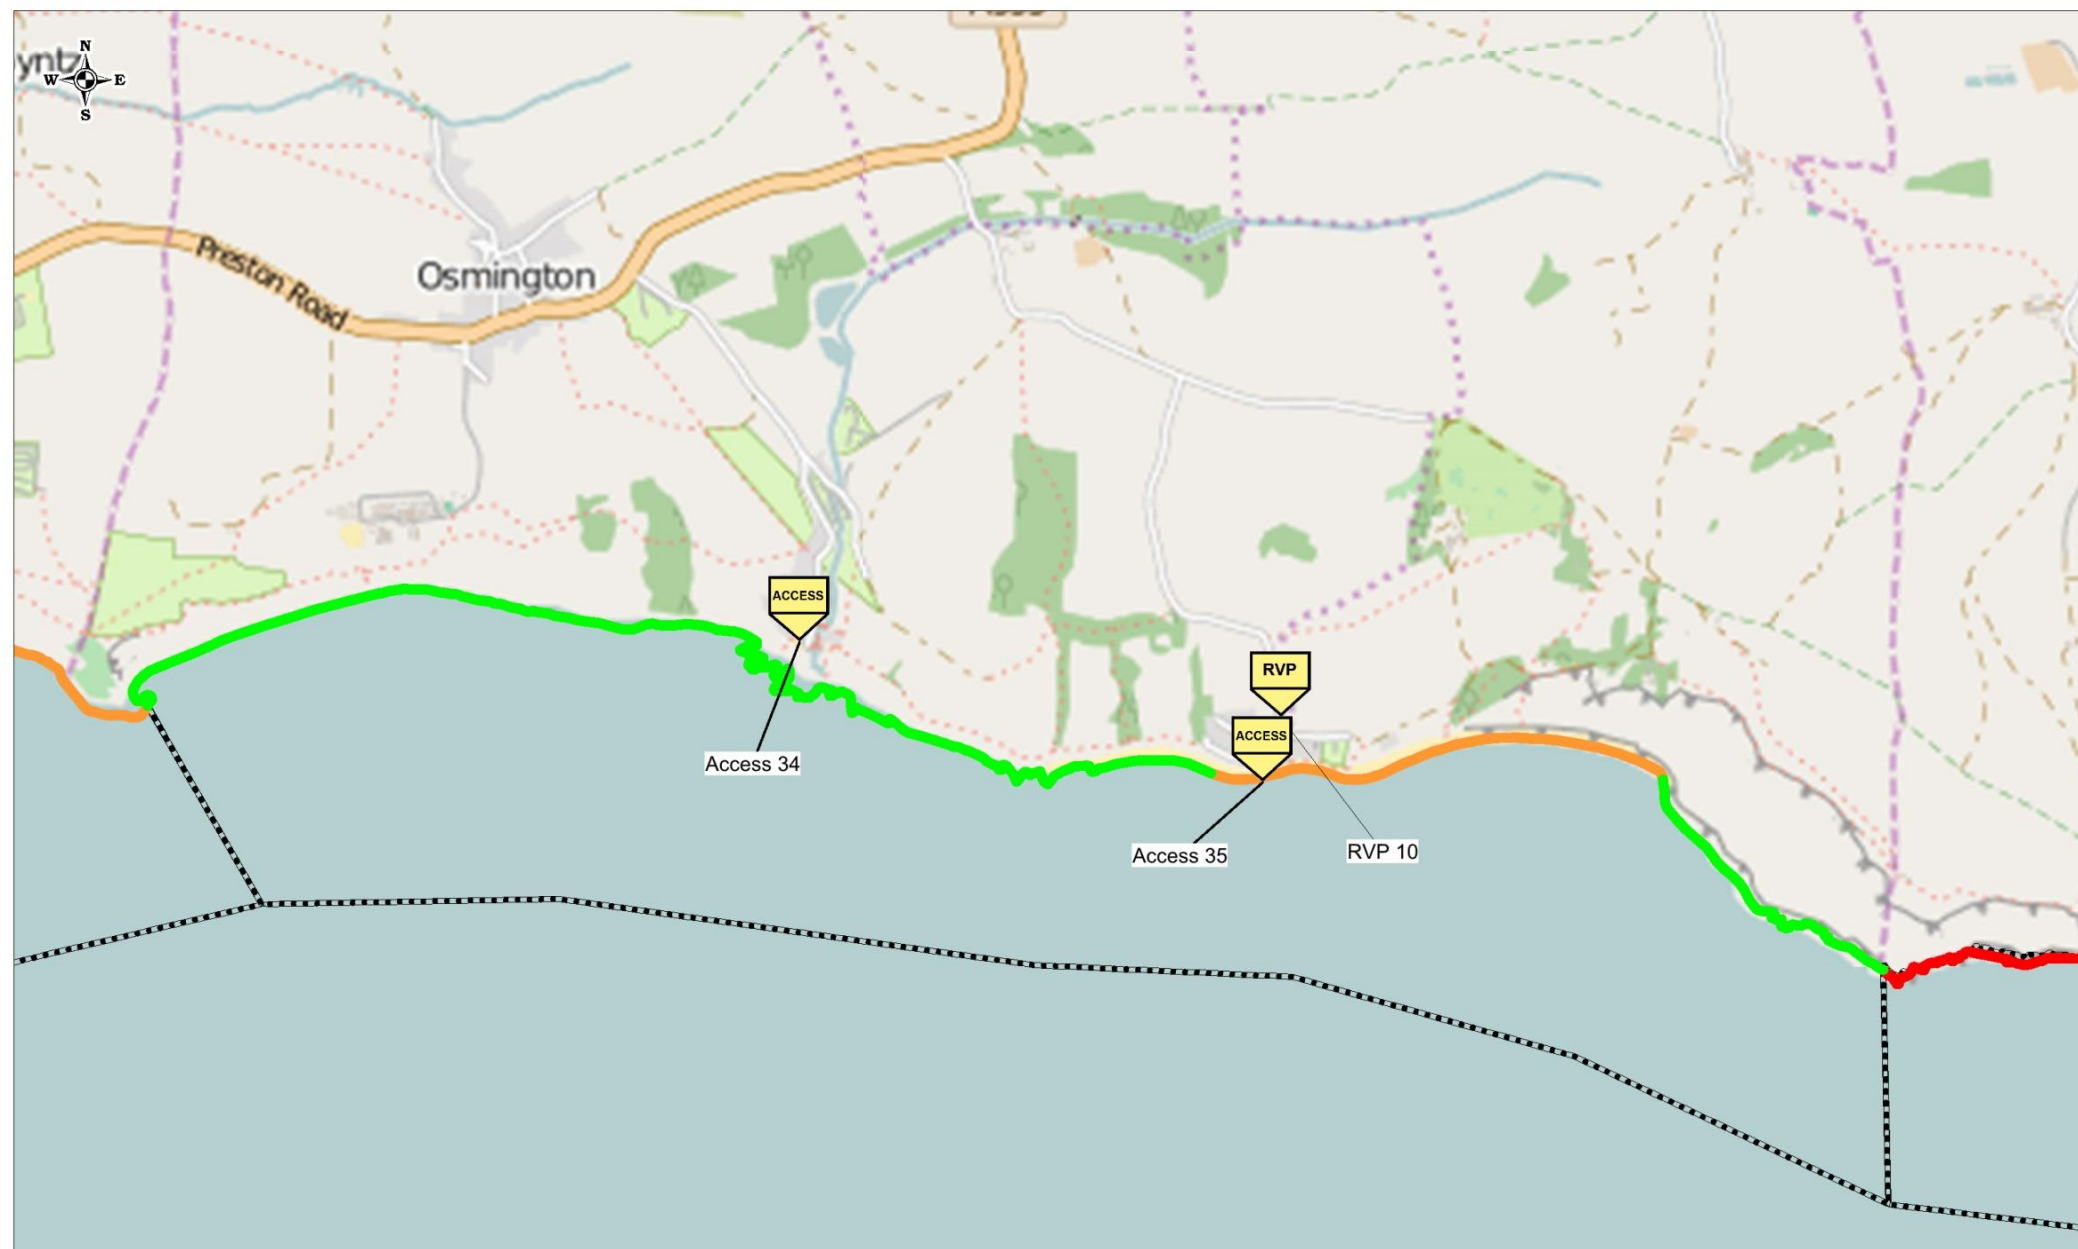 N
W E
S
Preston Road
Osmington
ACCESS
RVP
ACCESS
Access 34
Access 35
RVP 10